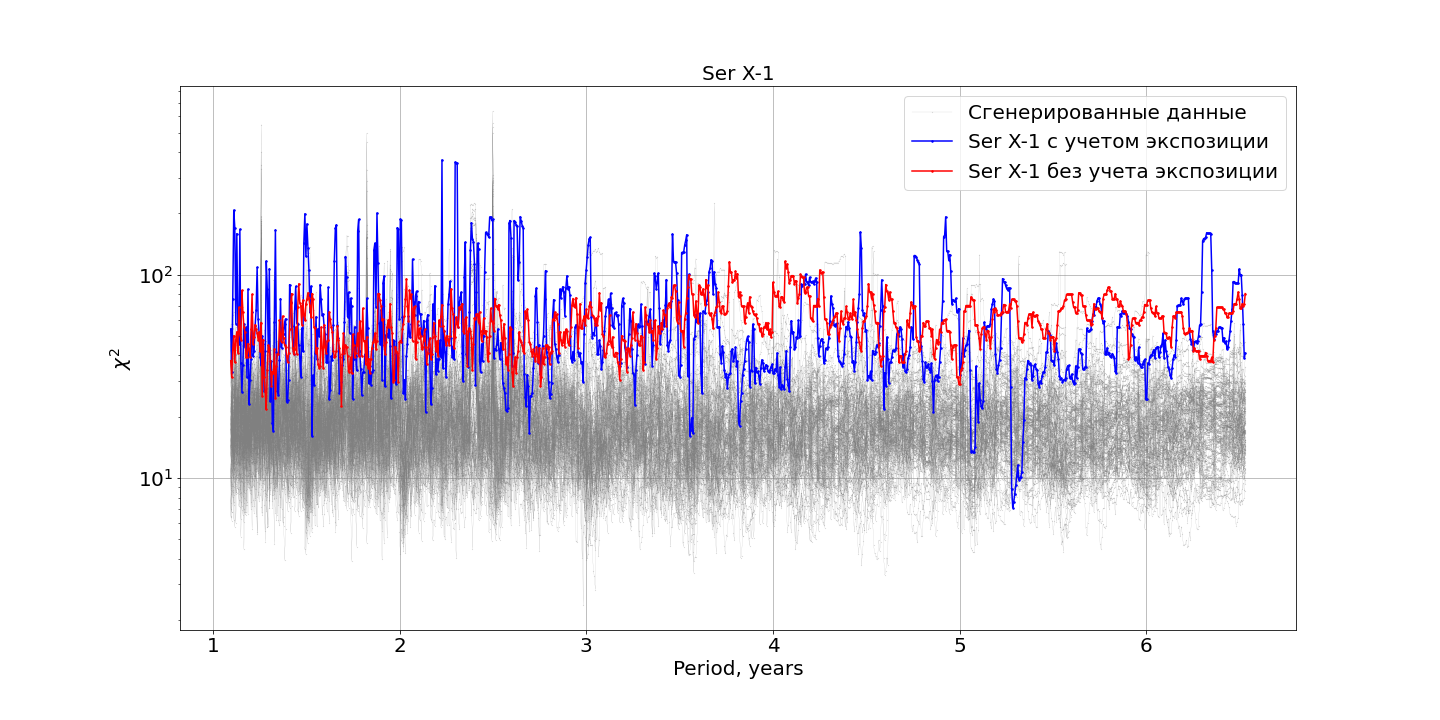 Ser X-1
Сгенерированные данные
Ser X-1 с учетом экспозиции
Ser X-1 без учета экспозиции
χ²
10²
10¹
1 2 3 4 5 6
Period, years